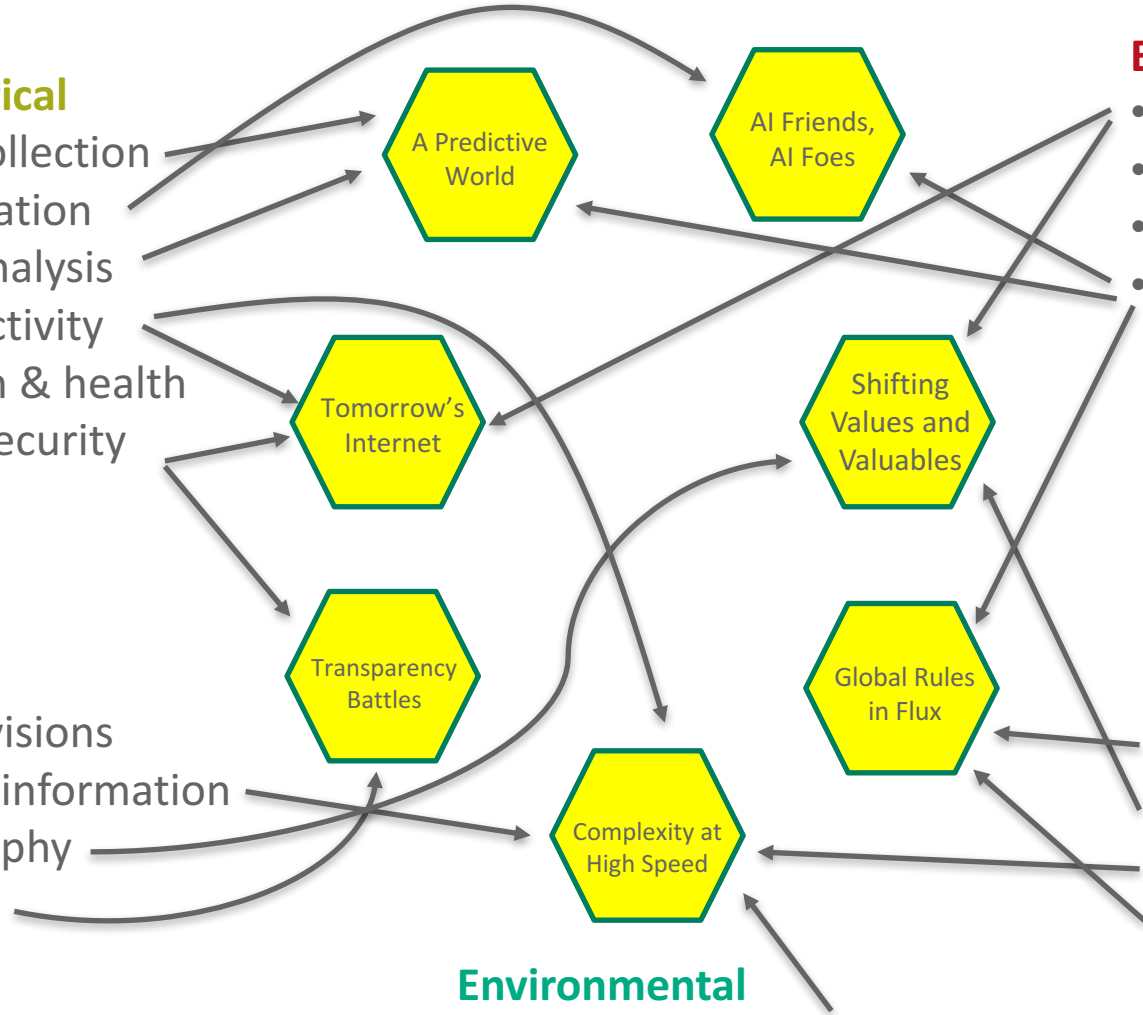 ical
ollection
ation
nalysis
ctivity
n & health
ecurity
visions
information
phy
A Predictive
World
AI Friends,
AI Foes
Tomorrow's
Internet
Shifting
Values and
Valuables
Transparency
Battles
Global Rules
in Flux
Complexity at
High Speed
Environmental
E
•
•
•
•